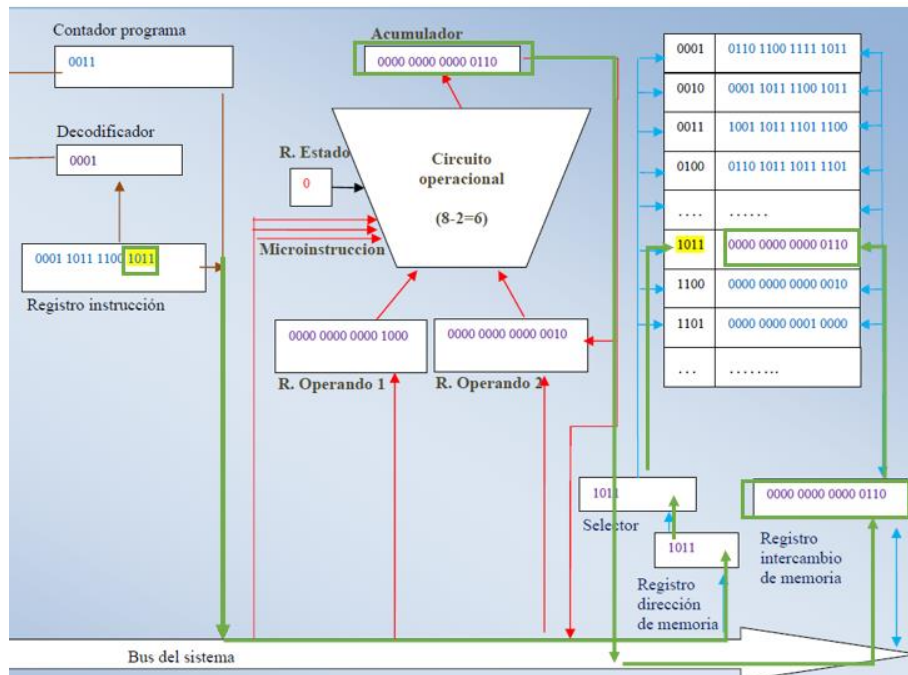 Contador programa
0011
Decodificador
0001
0001 1011 1100 1011
Registro instrucción
Acumulador
0000 0000 0000 0110
R. Estado
0
Circuito
operacional
(8-2=6)
Microinstruccion
0000 0000 0000 1000
R. Operando 1
0000 0000 0000 0010
R. Operando 2
0001 0110 1100 1111 1011
0010 0001 1011 1100 1011
0011 1001 1011 1101 1100
0100 0110 1011 1011 1101
.... ......
1011 0000 0000 0000 0110
1100 0000 0000 0000 0010
1101 0000 0000 0001 0000
... ........
1011
Selector
1011
Registro
dirección
de memoria
0000 0000 0000 0110
Registro
intercambio
de memoria
Bus del sistema